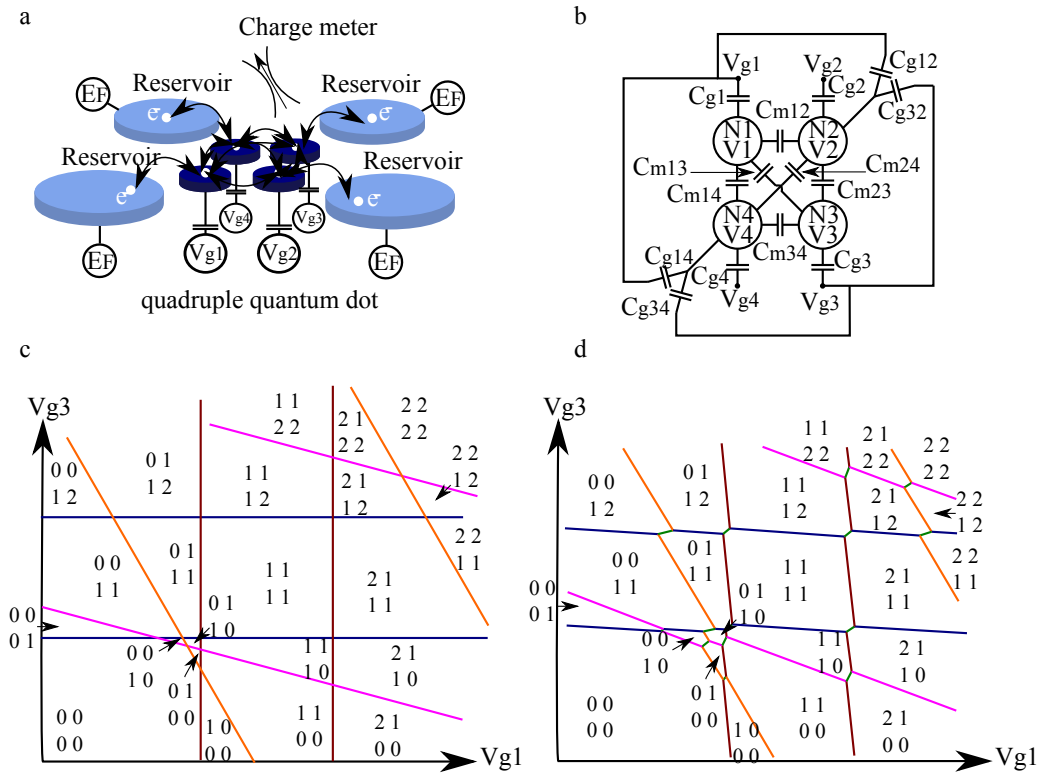 a
Charge meter
EF
Reservoir
Reservoir
EF
e-
e-
Reservoir
Reservoir
e-
e-
Vg4
Vg3
Vg1
Vg2
EF
EF
quadruple quantum dot
b
Vg1
Vg2
Cg12
Cg1
Cg2
Cm12
Cg32
N1
V1
N2
V2
Cm13
Cm24
Cm14
Cm23
N4
V4
N3
V3
Cg14
Cm34
Cg4
Cg3
Cg34
Vg4
Vg3
c
Vg3
1 1
2 2
2 1
2 2
2 2
2 2
0 0
1 2
0 1
1 2
1 1
1 2
2 1
1 2
2 2
1 2
0 0
1 1
0 1
1 1
1 1
1 1
2 1
1 1
2 2
1 1
0 0
0 1
0 1
1 0
0 0
1 0
1 1
1 0
2 1
1 0
0 1
0 0
0 0
0 0
1 0
0 0
1 1
0 0
2 1
0 0
Vg1
d
Vg3
1 1
2 2
2 1
2 2
2 2
2 2
0 0
1 2
0 1
1 2
1 1
1 2
2 1
1 2
2 2
1 2
0 0
1 1
0 1
1 1
1 1
1 1
2 1
1 1
2 2
1 1
0 0
0 1
0 1
1 0
0 0
1 0
1 1
1 0
2 1
1 0
0 1
0 0
0 0
0 0
1 0
0 0
1 1
0 0
2 1
0 0
Vg1